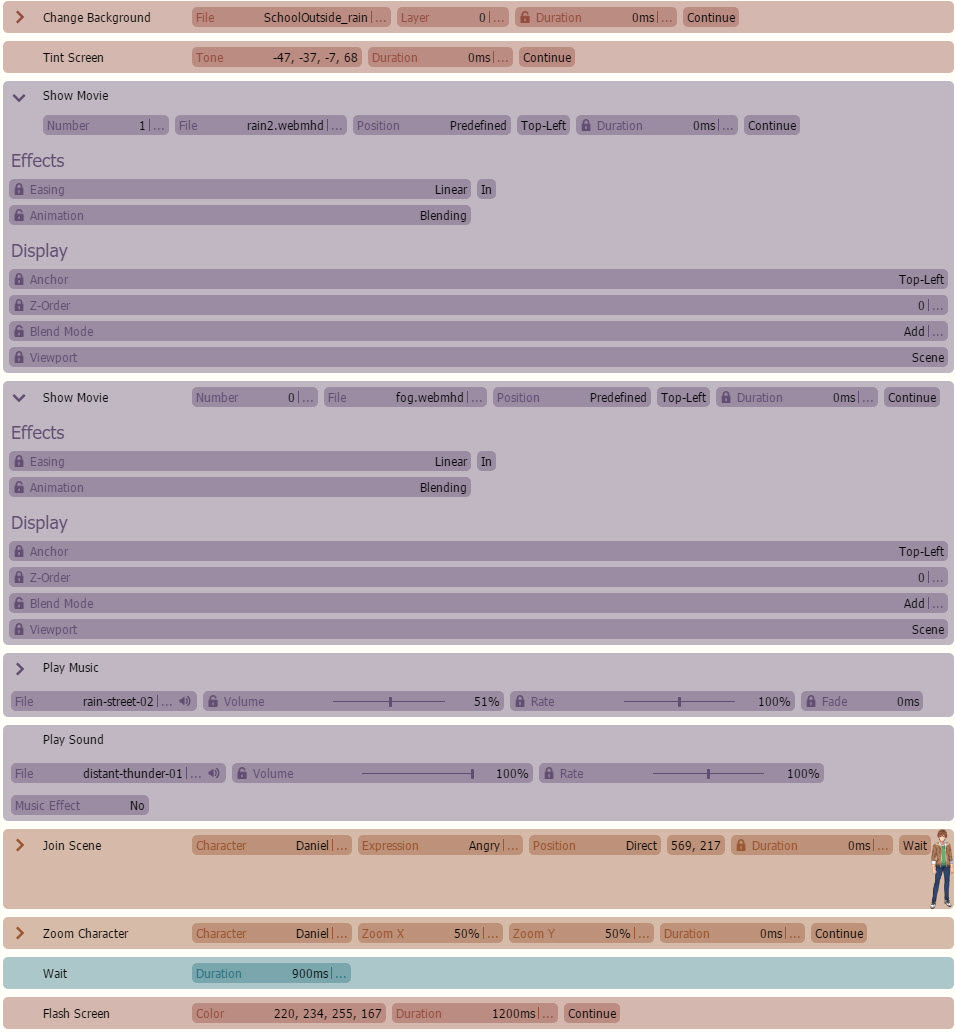 Change Background File SchoolOutside_rain|... Layer 0|... Duration 0ms|... Continue
Tint Screen Tone -47, -37, -7, 68 Duration 0ms|... Continue
Show Movie
Number 1|... File rain2.webmhd|... Position Predefined Top-Left Duration 0ms|... Continue
Effects
Easing Linear In
Animation Blending
Display
Anchor Top-Left
Z-Order 0|...
Blend Mode Add|...
Viewport Scene
Show Movie Number 0|... File fog.webmhd|... Position Predefined Top-Left Duration 0ms|... Continue
Effects
Easing Linear In
Animation Blending
Display
Anchor Top-Left
Z-Order 0|...
Blend Mode Add|...
Viewport Scene
Play Music
File rain-street-02|... Volume 51% Rate 100% Fade 0ms
Play Sound
File distant-thunder-01|... Volume 100% Rate 100%
Music Effect No
Join Scene Character Daniel|... Expression Angry|... Position Direct 569, 217 Duration 0ms|... Wait
Zoom Character Character Daniel|... Zoom X 50%|... Zoom Y 50%|... Duration 0ms|... Continue
Wait Duration 900ms|...
Flash Screen Color 220, 234, 255, 167 Duration 1200ms|... Continue